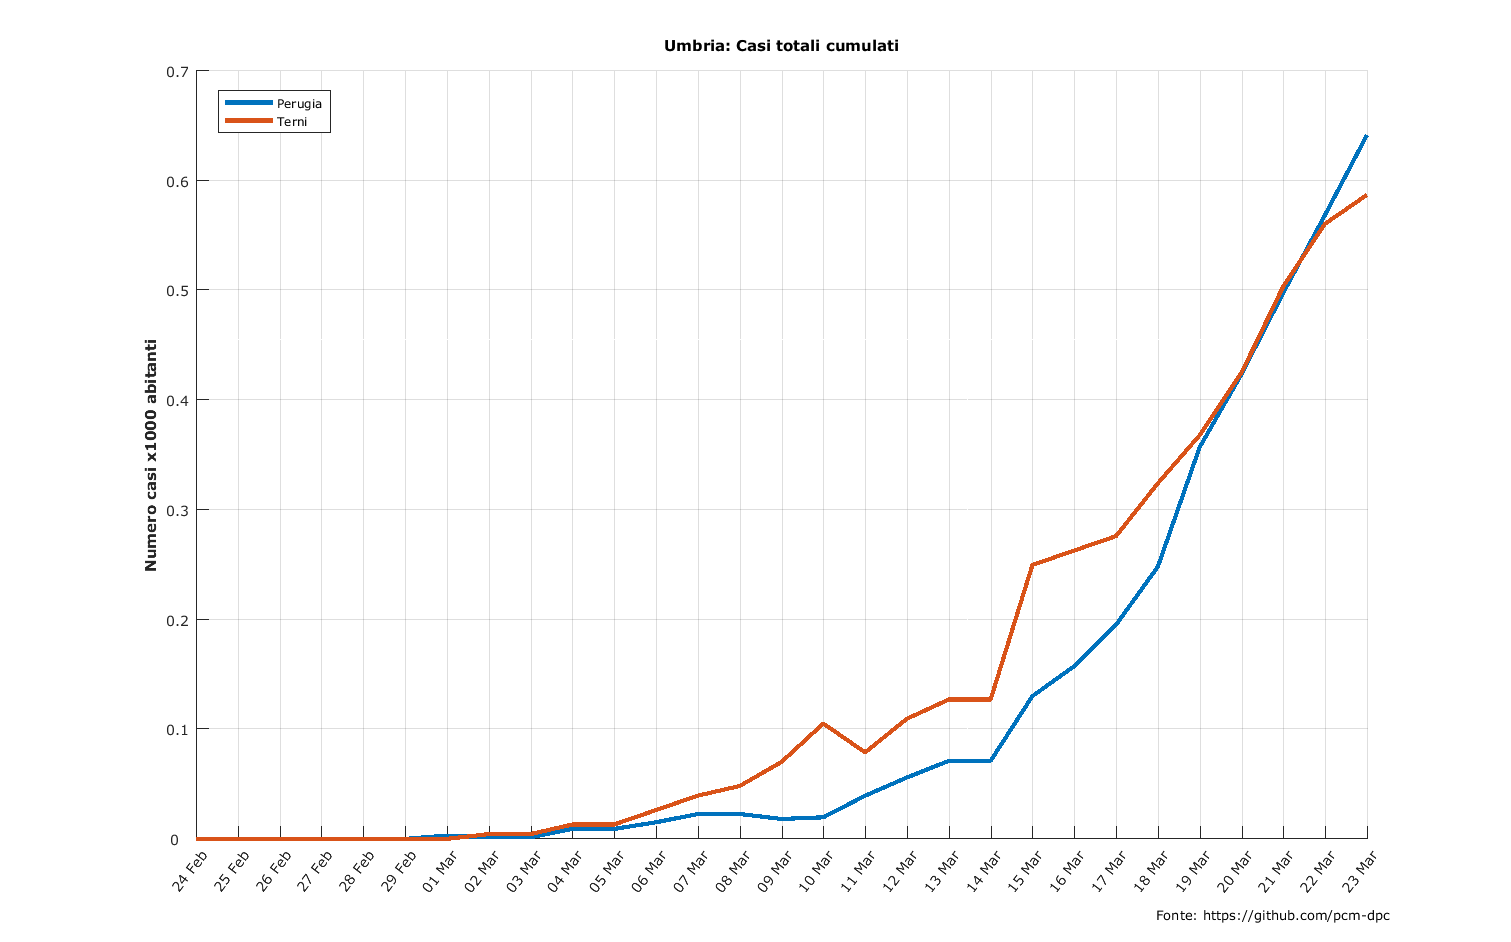 Umbria: Casi totali cumulati
Perugia
Terni
Numero casi x1000 abitanti
0.7
0.6
0.5
0.4
0.3
0.2
0.1
0
24 Feb
25 Feb
26 Feb
27 Feb
28 Feb
29 Feb
01 Mar
02 Mar
03 Mar
04 Mar
05 Mar
06 Mar
07 Mar
08 Mar
09 Mar
10 Mar
11 Mar
12 Mar
13 Mar
14 Mar
15 Mar
16 Mar
17 Mar
18 Mar
19 Mar
20 Mar
21 Mar
22 Mar
23 Mar
Fonte: https://github.com/pcm-dpc